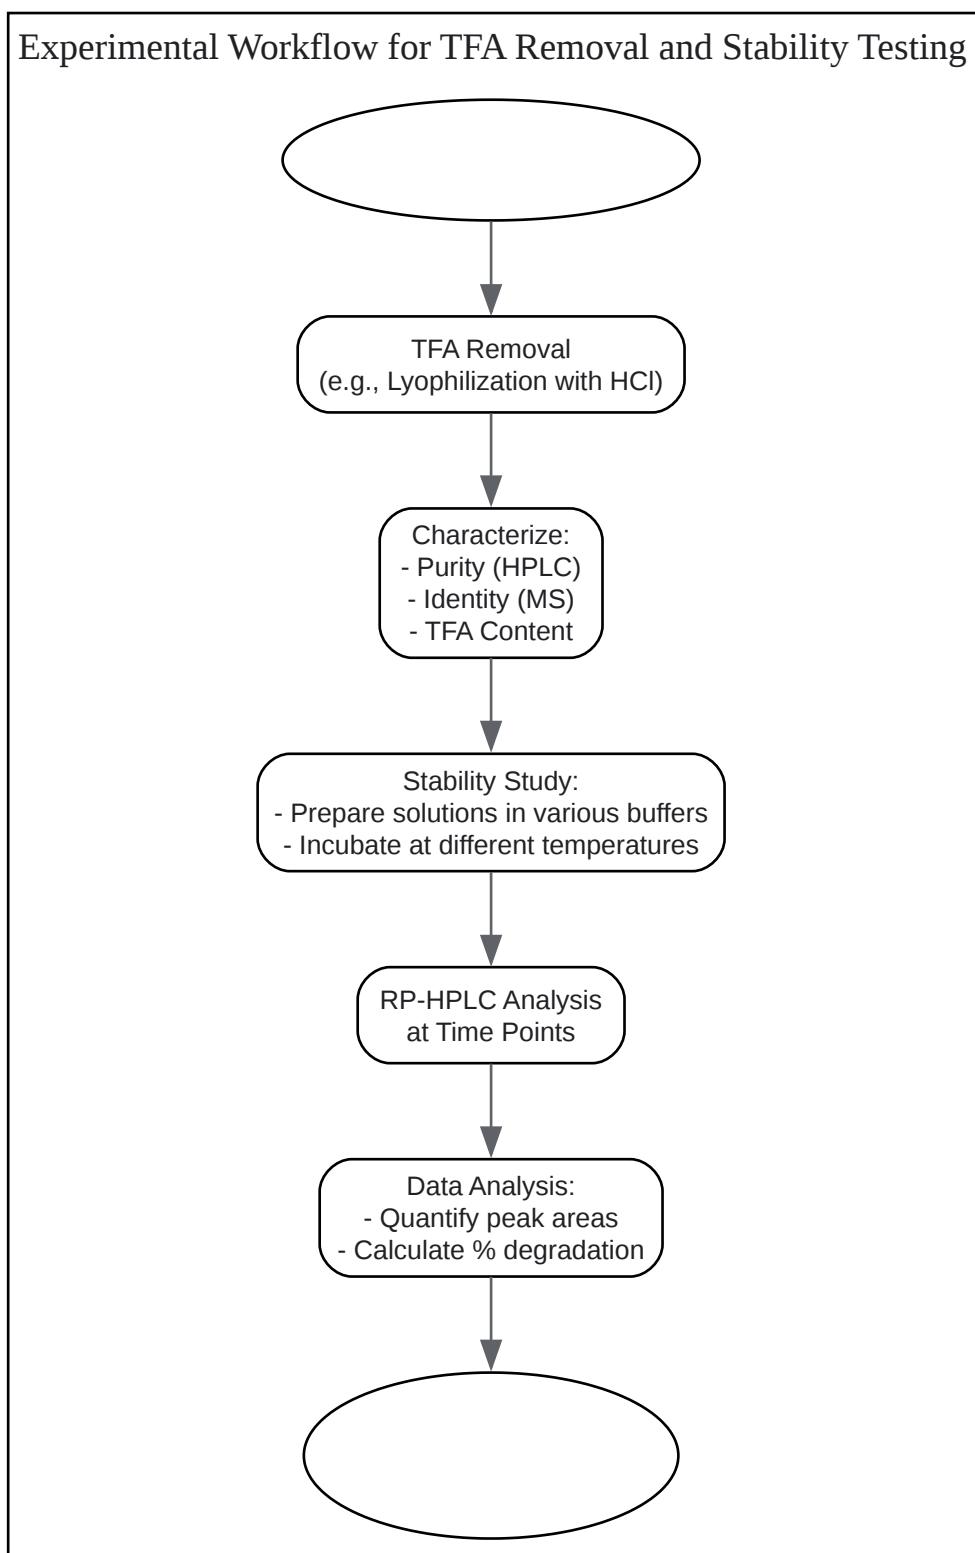 Experimental Workflow for TFA Removal and Stability Testing
TFA Removal
(e.g., Lyophilization with HCl)
Characterize:
- Purity (HPLC)
- Identity (MS)
- TFA Content
Stability Study:
- Prepare solutions in various buffers
- Incubate at different temperatures
RP-HPLC Analysis
at Time Points
Data Analysis:
- Quantify peak areas
- Calculate % degradation